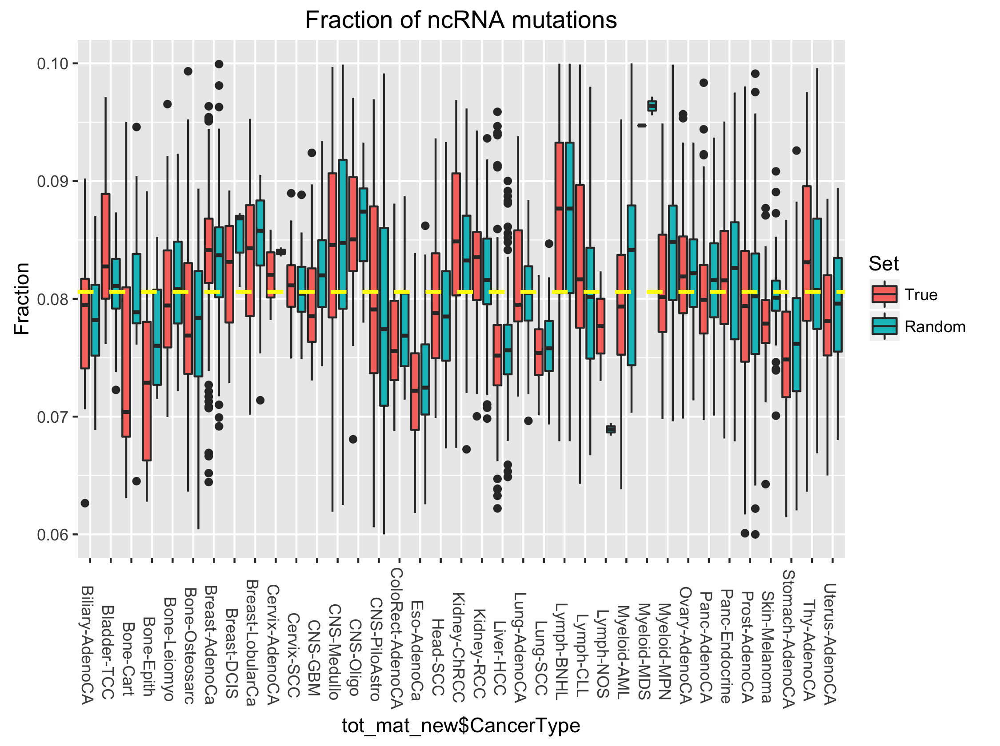 Fraction of ncRNA mutations
0.10
0.09
0.08
0.07
0.06
Fraction
Set
True
Random
Biliary-AdenoCA
Bladder-TCC
Bone-Cart
Bone-Epith
Bone-Leiomyo
Bone-Osteosarc
Breast-AdenoCa
Breast-DCIS
Breast-LobularCa
Cervix-AdenoCA
Cervix-SCC
CNS-GBM
CNS-Medullo
CNS-Oligo
CNS-PiloAstro
ColoRect-AdenoCA
Eso-AdenoCa
Head-SCC
Kidney-ChRCC
Kidney-RCC
Liver-HCC
Lung-AdenoCA
Lung-SCC
Lymph-BNHL
Lymph-CLL
Lymph-NOS
Myeloid-AML
Myeloid-MDS
Myeloid-MPN
Ovary-AdenoCA
Panc-AdenoCA
Panc-Endocrine
Prost-AdenoCA
Skin-Melanoma
Stomach-AdenoCA
Thy-AdenoCA
Uterus-AdenoCA
tot_mat_new$CancerType